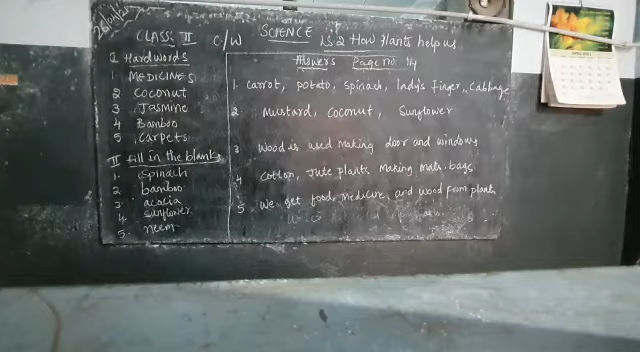 CLASS: II C/W SCIENCE
LS 2 How Plants help us
I Hardwords
1 MEDICINES
2 Coconut
3 Jasmine
4 Bamboo
5 Carpets
II fill in the blanks
1. Spinach
2. bamboo
3. acacia
4. sunflower
5. neem
Answers Page no. 44
1. Carrot, potato, Spinach, lady's finger, Cabbage
2. Mustard, coconut, Sunflower
3 Wood is used making door and windows
4 Cotton, Jute plants making mats. bags
5. We get food, medicine, and wood from plants